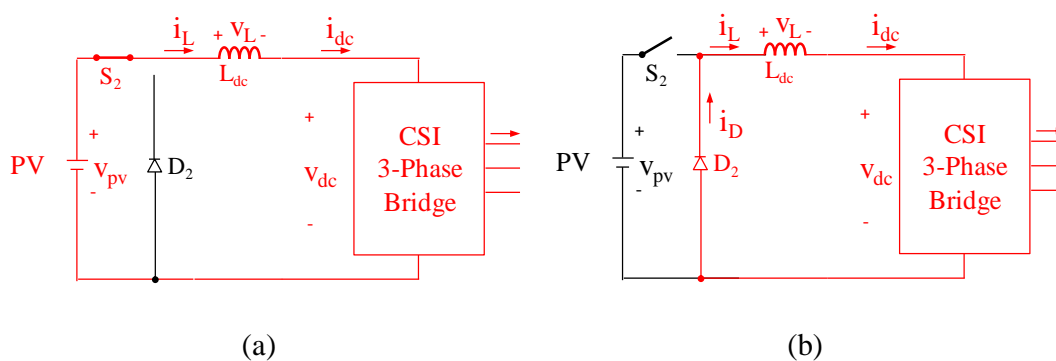 i_L
+ v_L -
i_dc
L_dc
S_2
+
PV
v_pv
-
D_2
+
v_dc
-
CSI
3-Phase
Bridge
(a)
i_L
+ v_L -
i_dc
L_dc
S_2
i_D
+
PV
v_pv
-
D_2
+
v_dc
-
CSI
3-Phase
Bridge
(b)